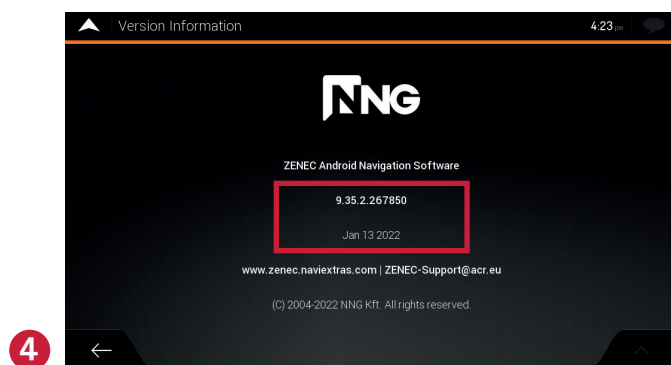 Version Information
4:23 pm
NNG
ZENEC Android Navigation Software
9.35.2.267850
Jan 13 2022
www.zenec.naviextras.com | ZENEC-Support@acr.eu
(C) 2004-2022 NNG Kft. All rights reserved.
4